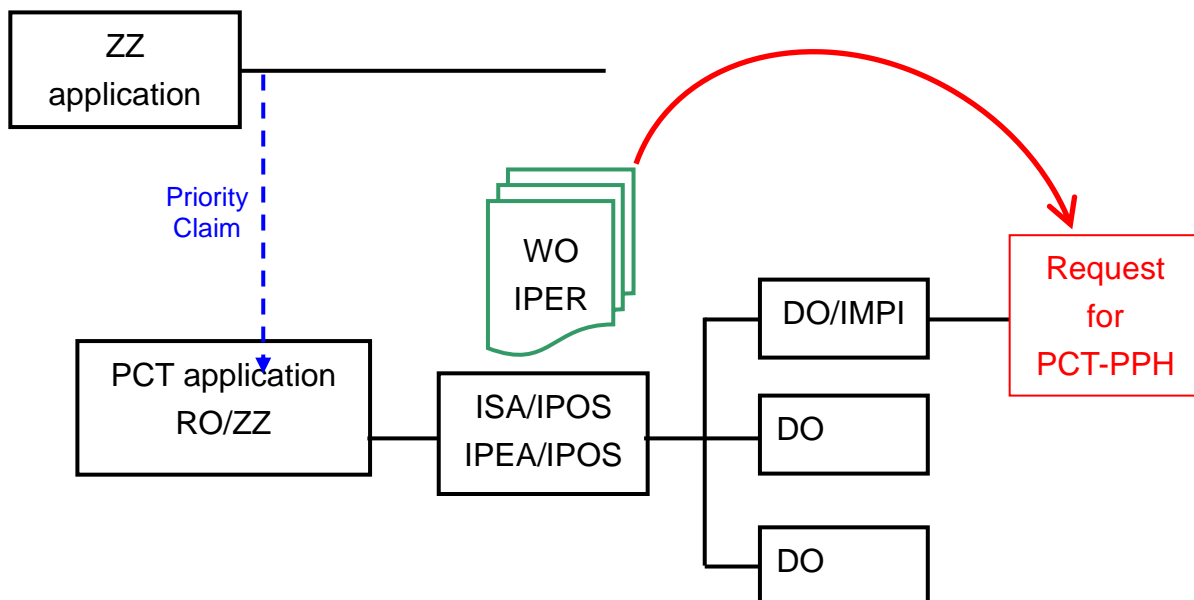 ZZ
application
Priority
Claim
WO
IPER
Request
for
PCT-PPH
DO/IMPI
PCT application
RO/ZZ
ISA/IPOS
IPEA/IPOS
DO
DO